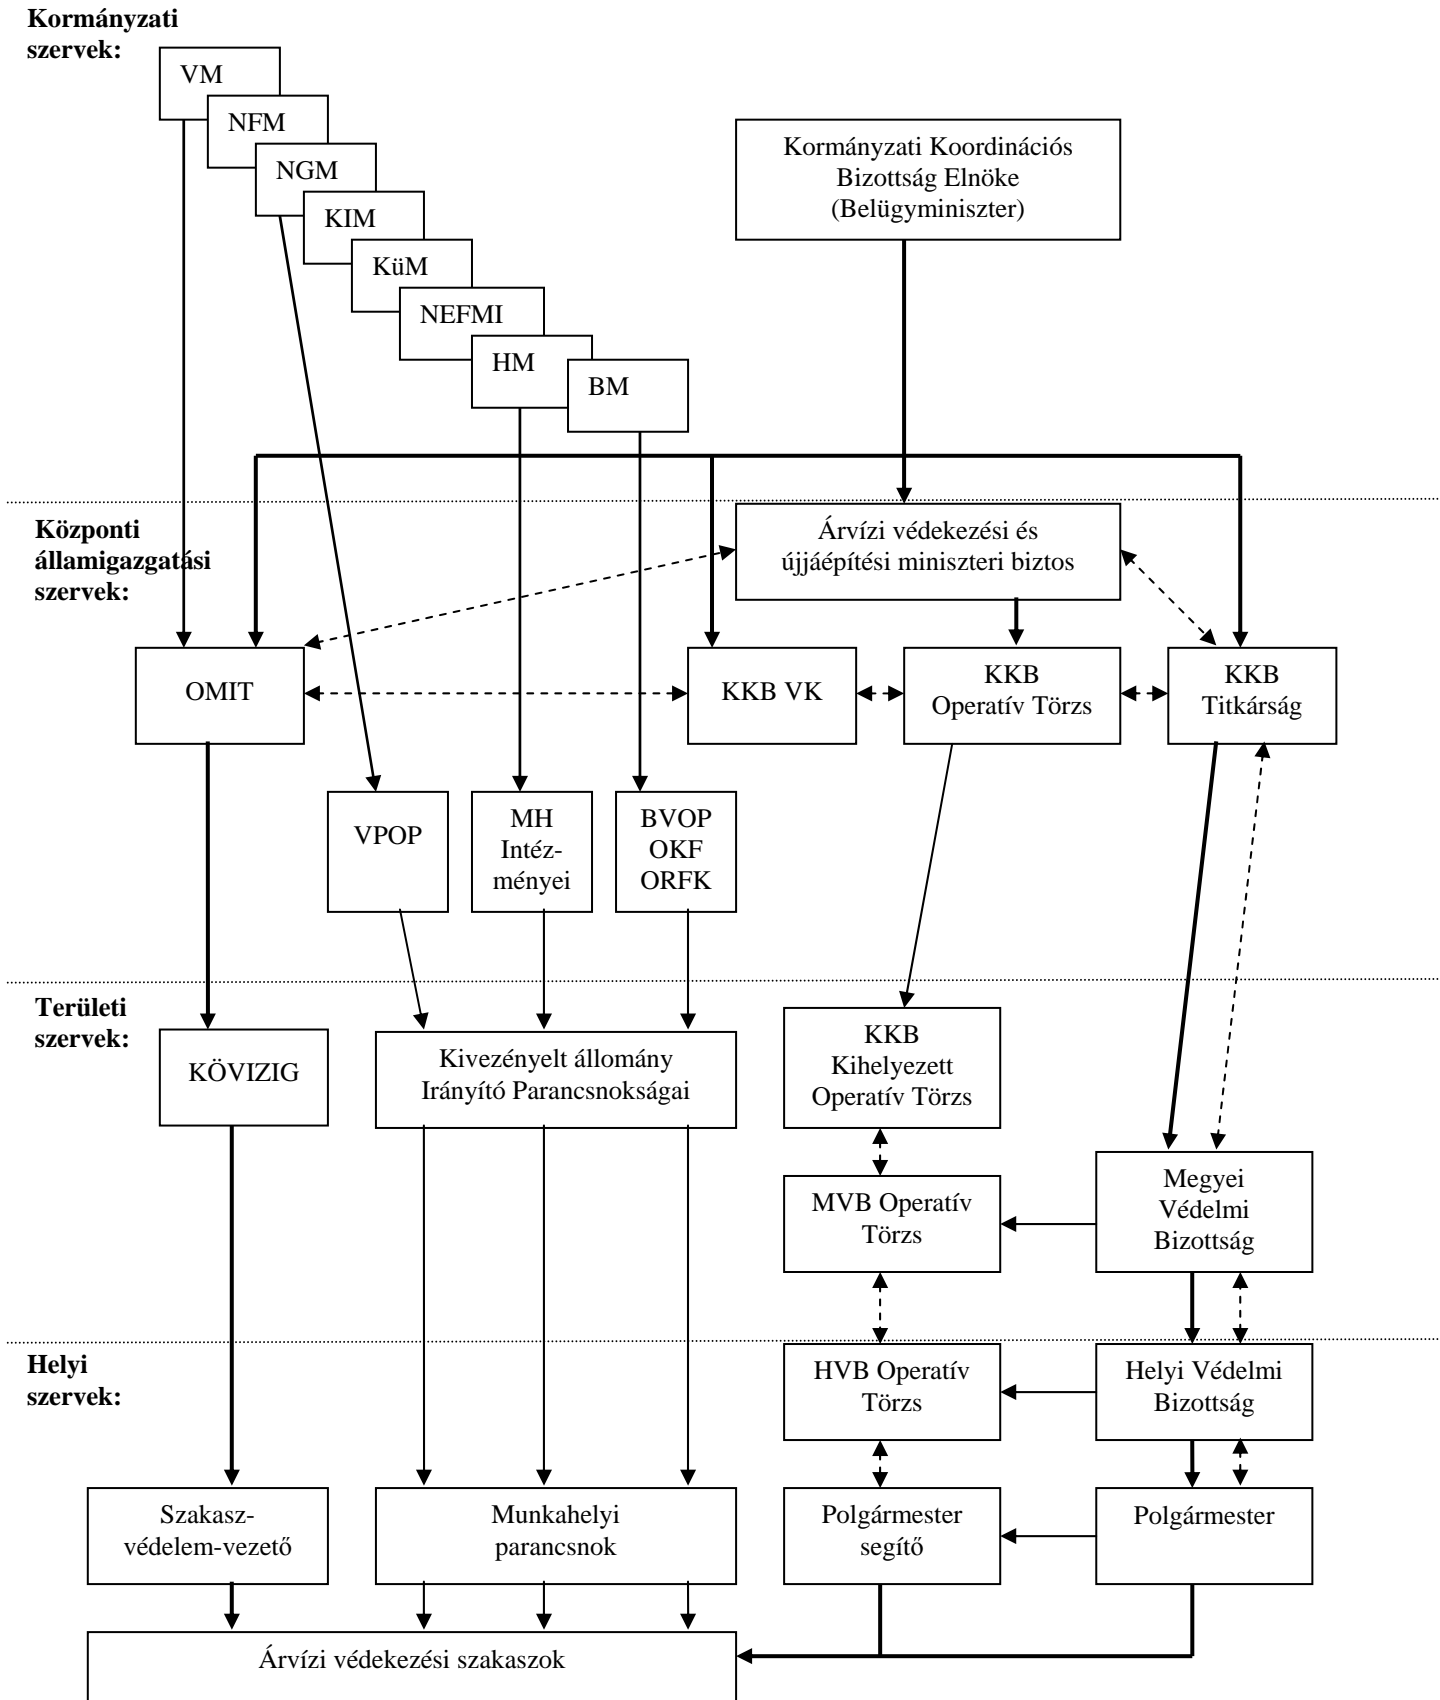 Kormányzati
szervek:
VM
NFM
NGM
KIM
KüM
NEFMI
HM
BM
Kormányzati Koordinációs
Bizottság Elnöke
(Belügyminiszter)
Központi
államigazgatási
szervek:
Árvízi védekezési és
újjáépítési miniszteri biztos
OMIT
KKB VK
KKB
Operatív Törzs
KKB
Titkárság
VPOP
MH
Intéz-
ményei
BVOP
OKF
ORFK
Területi
szervek:
KÖVIZIG
Kivezényelt állomány
Irányító Parancsnokságai
KKB
Kihelyezett
Operatív Törzs
MVB Operatív
Törzs
Megyei
Védelmi
Bizottság
Helyi
szervek:
HVB Operatív
Törzs
Helyi Védelmi
Bizottság
Szakasz-
védelem-vezető
Munkahelyi
parancsnok
Polgármester
segítő
Polgármester
Árvízi védekezési szakaszok